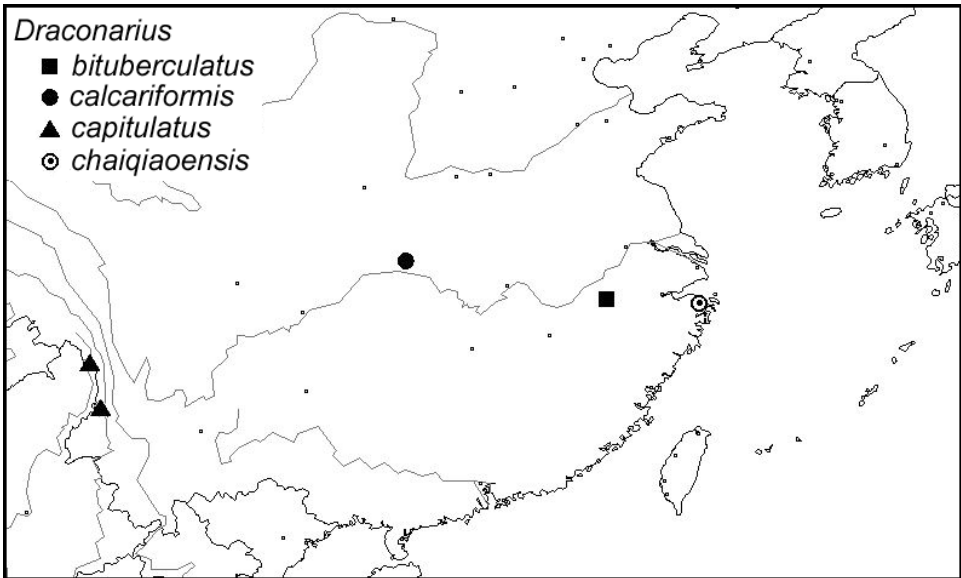 Draconarius
bituberculatus
calcariformis
capitulatus
chaiqiaoensis